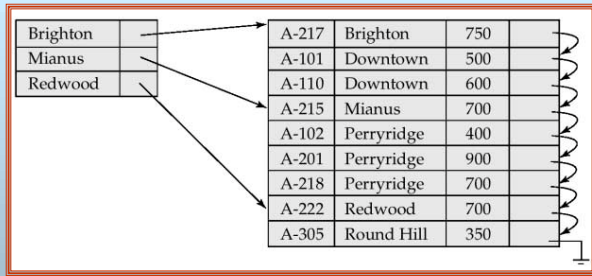 Brighton
Mianus
Redwood
A-217 Brighton 750
A-101 Downtown 500
A-110 Downtown 600
A-215 Mianus 700
A-102 Perryridge 400
A-201 Perryridge 900
A-218 Perryridge 700
A-222 Redwood 700
A-305 Round Hill 350